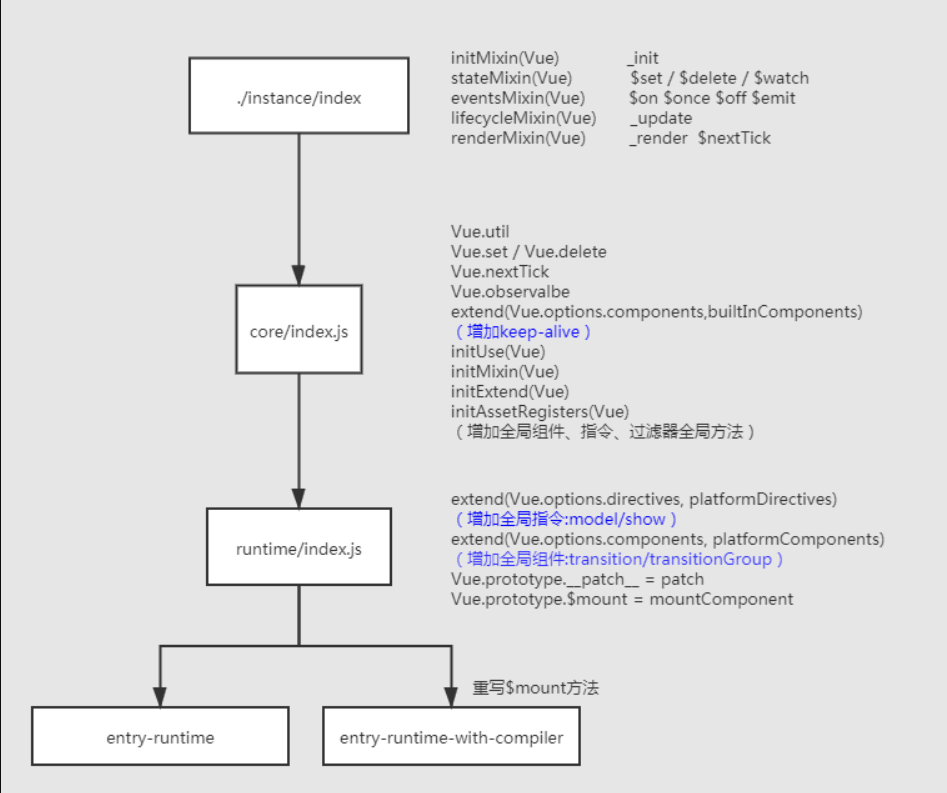 ./instance/index
initMixin(Vue) _init
stateMixin(Vue) $set / $delete / $watch
eventsMixin(Vue) $on $once $off $emit
lifecycleMixin(Vue) _update
renderMixin(Vue) _render $nextTick
core/index.js
Vue.util
Vue.set / Vue.delete
Vue.nextTick
Vue.observalbe
extend(Vue.options.components,builtInComponents)
（增加keep-alive）
initUse(Vue)
initMixin(Vue)
initExtend(Vue)
initAssetRegisters(Vue)
（增加全局组件、指令、过滤器全局方法）
runtime/index.js
extend(Vue.options.directives, platformDirectives)
（增加全局指令:model/show）
extend(Vue.options.components, platformComponents)
（增加全局组件:transition/transitionGroup）
Vue.prototype.__patch__ = patch
Vue.prototype.$mount = mountComponent
重写$mount方法
entry-runtime
entry-runtime-with-compiler